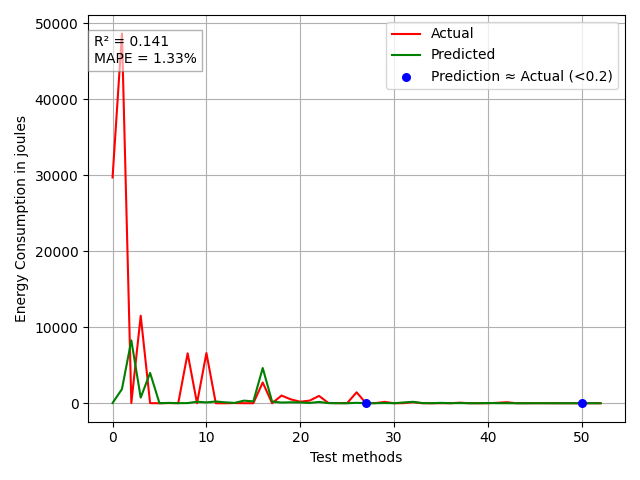 R² = 0.141
MAPE = 1.33%
Actual
Predicted
Prediction ≈ Actual (<0.2)
Energy Consumption in joules
50000
40000
30000
20000
10000
0
0 10 20 30 40 50
Test methods